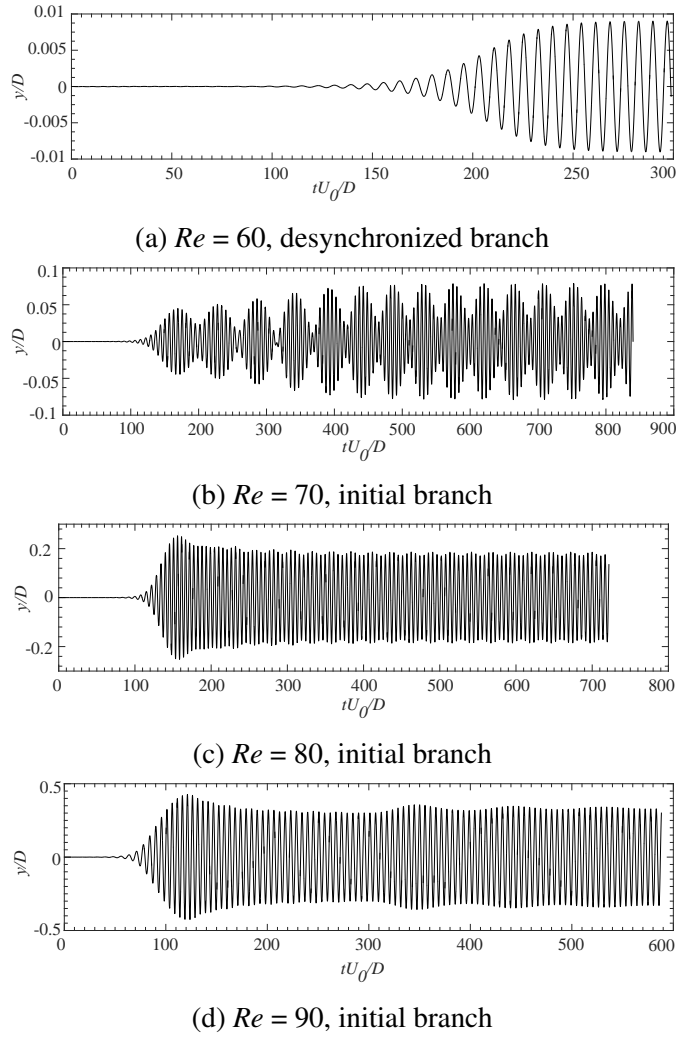 0.01
0.005
0
-0.005
-0.01
y/D
0 50 100 150 200 250 300
tU0/D
(a) Re = 60, desynchronized branch
0.1
0.05
0
-0.05
-0.1
y/D
0 100 200 300 400 500 600 700 800 900
tU0/D
(b) Re = 70, initial branch
0.2
0
-0.2
y/D
0 100 200 300 400 500 600 700 800
tU0/D
(c) Re = 80, initial branch
0.5
0
-0.5
y/D
0 100 200 300 400 500 600
tU0/D
(d) Re = 90, initial branch